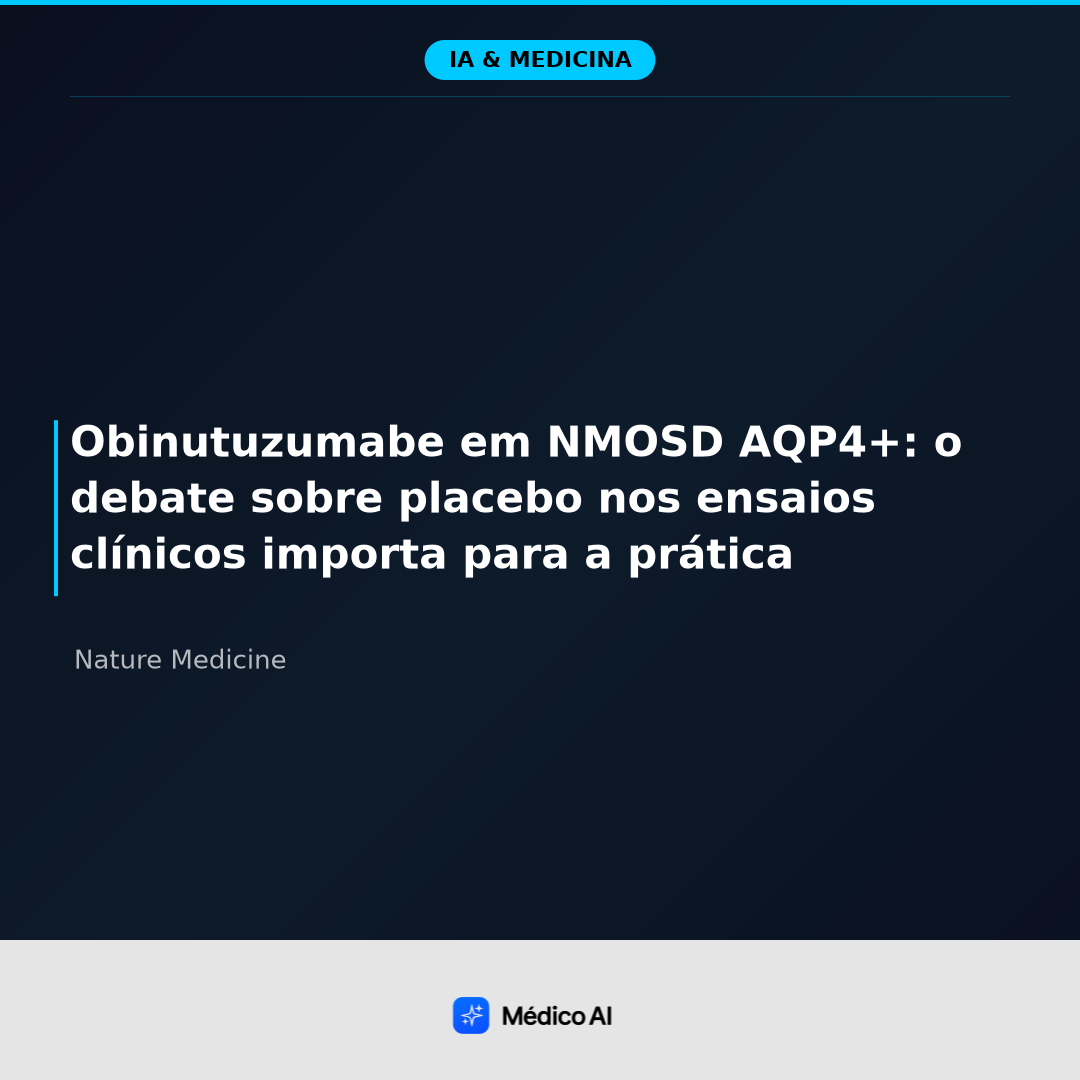 IA & MEDICINA
Obinutuzumabe em NMOSD AQP4+: o
debate sobre placebo nos ensaios
clínicos importa para a prática
Nature Medicine
Médico AI